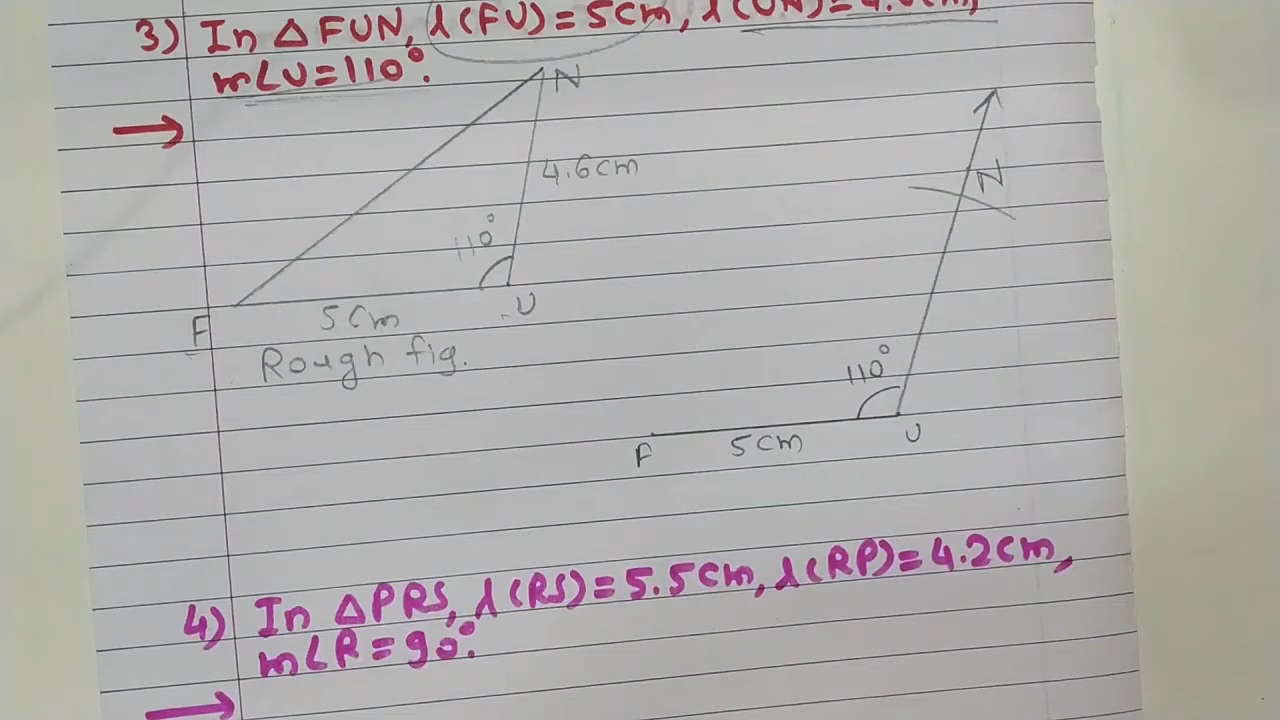 3) In △FUN, l(FU)=5cm, l(UN)=4.6cm,
m∠U=110°.
N
4.6cm
110°
F
5cm
U
Rough fig.
N
110°
F
5cm
U
4) In △PRS, l(RS)=5.5cm, l(RP)=4.2cm,
m∠R=90°.